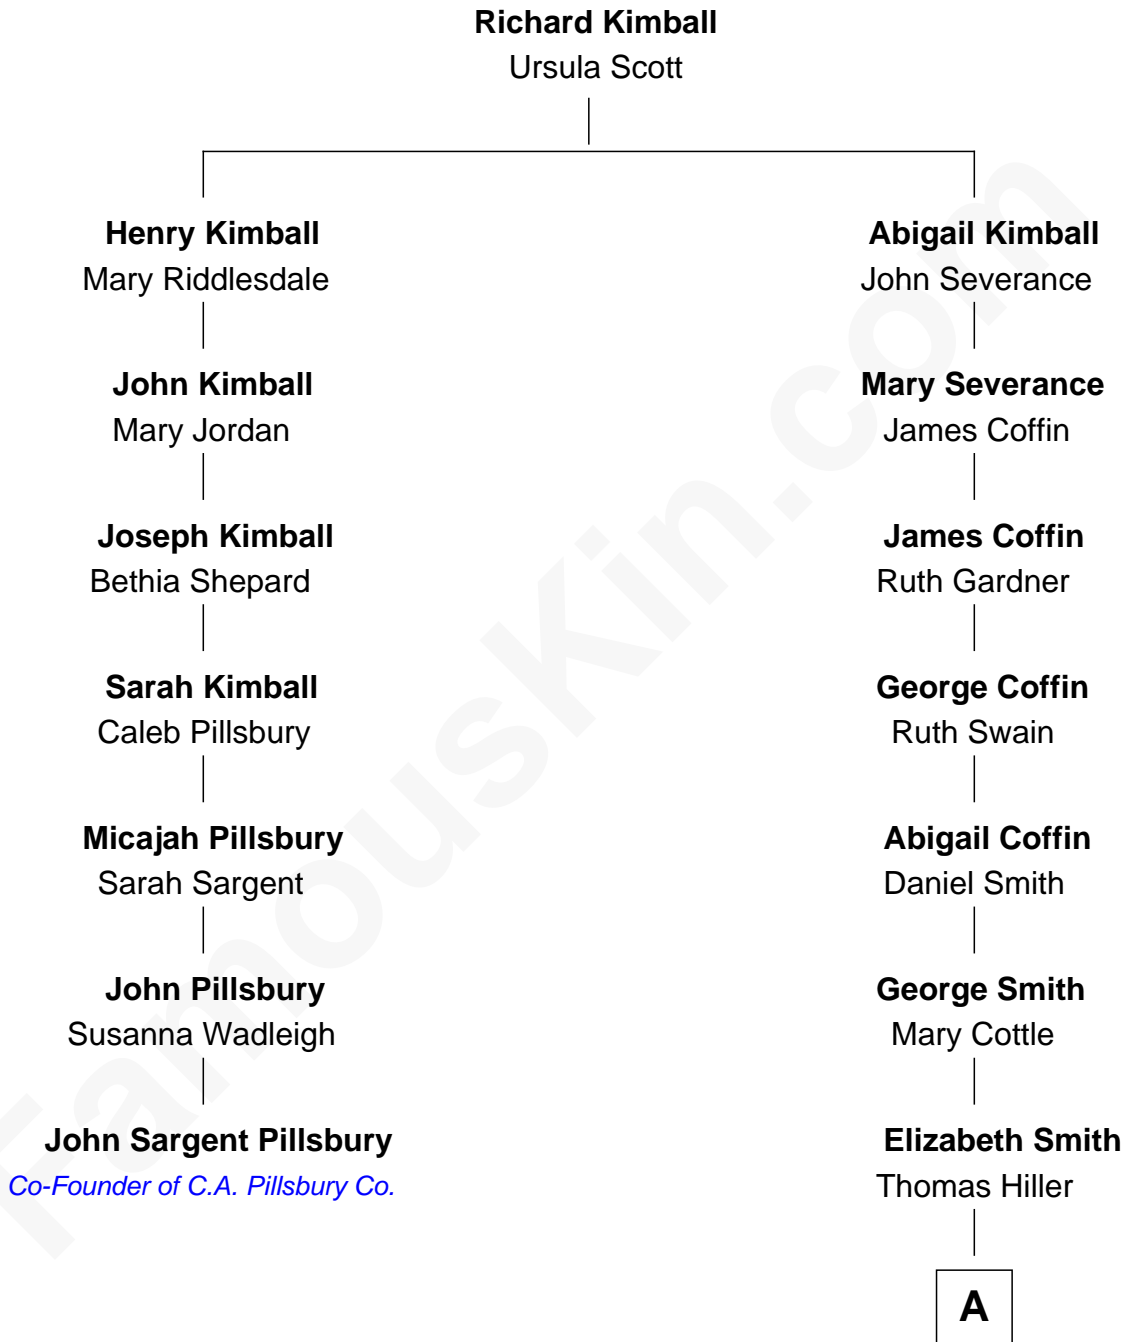 Richard Kimball
Ursula Scott
Henry Kimball
Mary Riddlesdale
John Kimball
Mary Jordan
Joseph Kimball
Bethia Shepard
Sarah Kimball
Caleb Pillsbury
Micajah Pillsbury
Sarah Sargent
John Pillsbury
Susanna Wadleigh
John Sargent Pillsbury
Co-Founder of C.A. Pillsbury Co.
Abigail Kimball
John Severance
Mary Severance
James Coffin
James Coffin
Ruth Gardner
George Coffin
Ruth Swain
Abigail Coffin
Daniel Smith
George Smith
Mary Cottle
Elizabeth Smith
Thomas Hiller
A
FamousKin.com